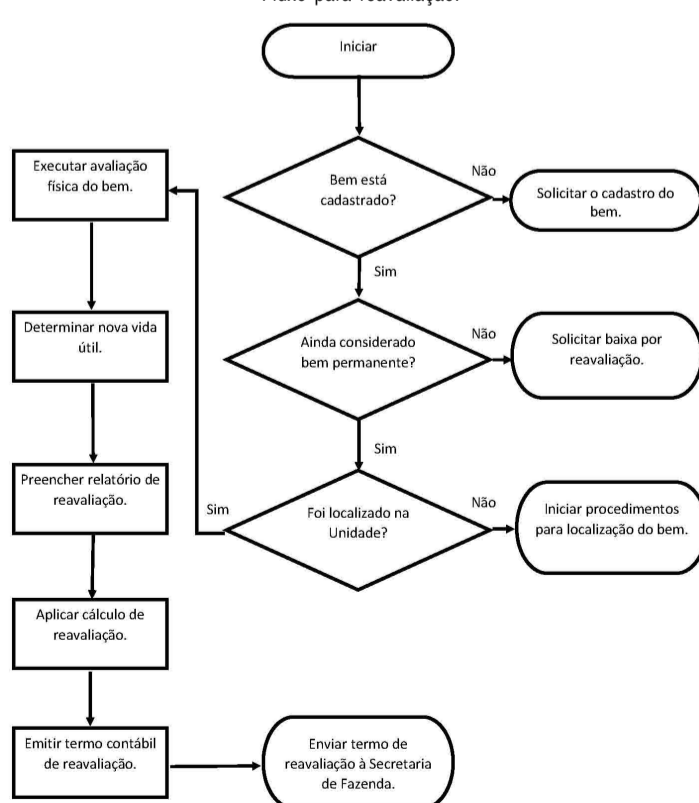 Iniciar
Bem está
cadastrado?
Não
Solicitar o cadastro do
bem.
Sim
Ainda considerado
bem permanente?
Não
Solicitar baixa por
reavaliação.
Sim
Foi localizado na
Unidade?
Não
Iniciar procedimentos
para localização do bem.
Sim
Executar avaliação
física do bem.
Determinar nova vida
útil.
Preencher relatório de
reavaliação.
Aplicar cálculo de
reavaliação.
Emitir termo contábil
de reavaliação.
Enviar termo de
reavaliação à Secretaria
de Fazenda.